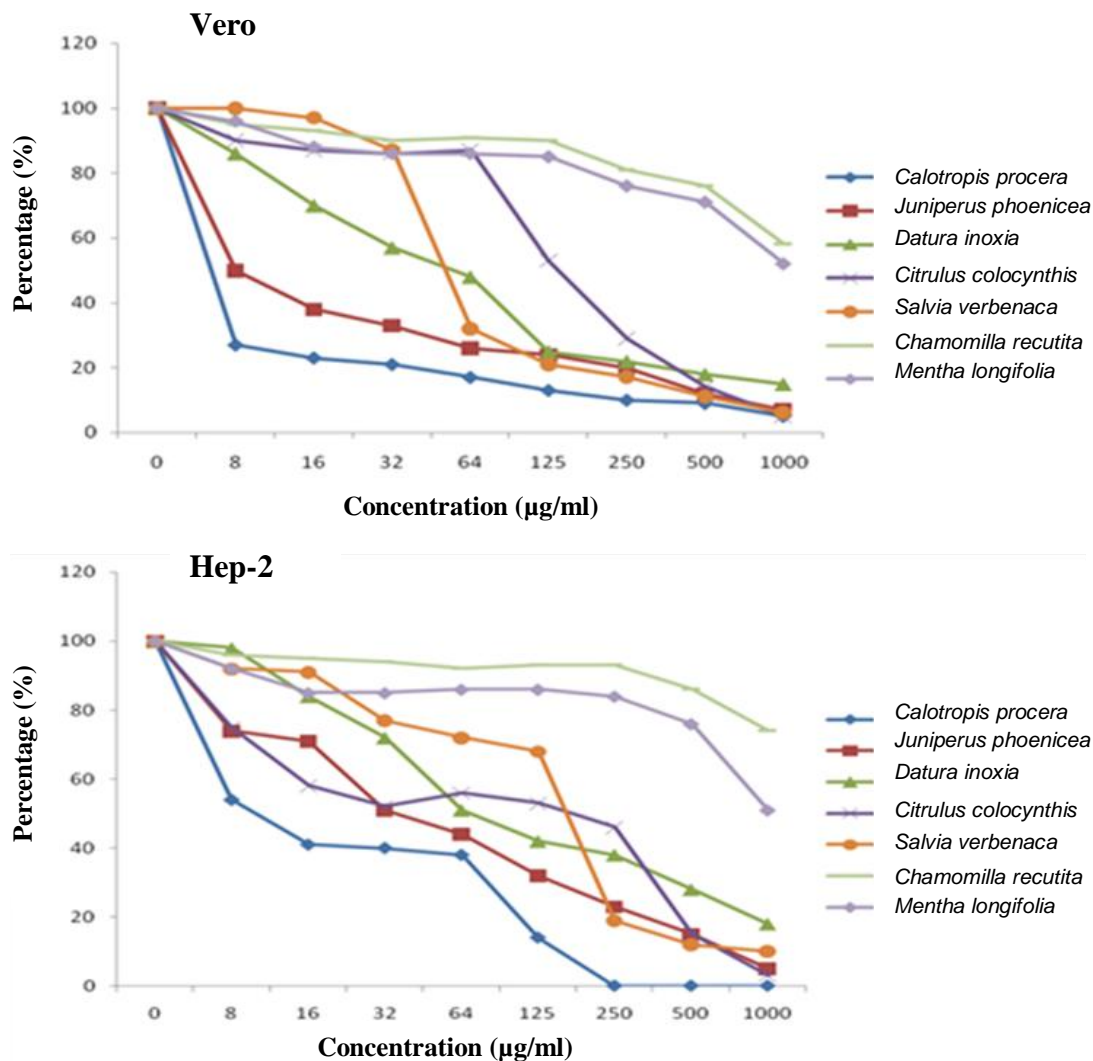 Vero
Percentage (%)
120
100
80
60
40
20
0
0 8 16 32 64 125 250 500 1000
Concentration (µg/ml)
Calotropis procera
Juniperus phoenicea
Datura inoxia
Citrulus colocynthis
Salvia verbenaca
Chamomilla recutita
Mentha longifolia
Hep-2
Percentage (%)
120
100
80
60
40
20
0
0 8 16 32 64 125 250 500 1000
Concentration (µg/ml)
Calotropis procera
Juniperus phoenicea
Datura inoxia
Citrulus colocynthis
Salvia verbenaca
Chamomilla recutita
Mentha longifolia